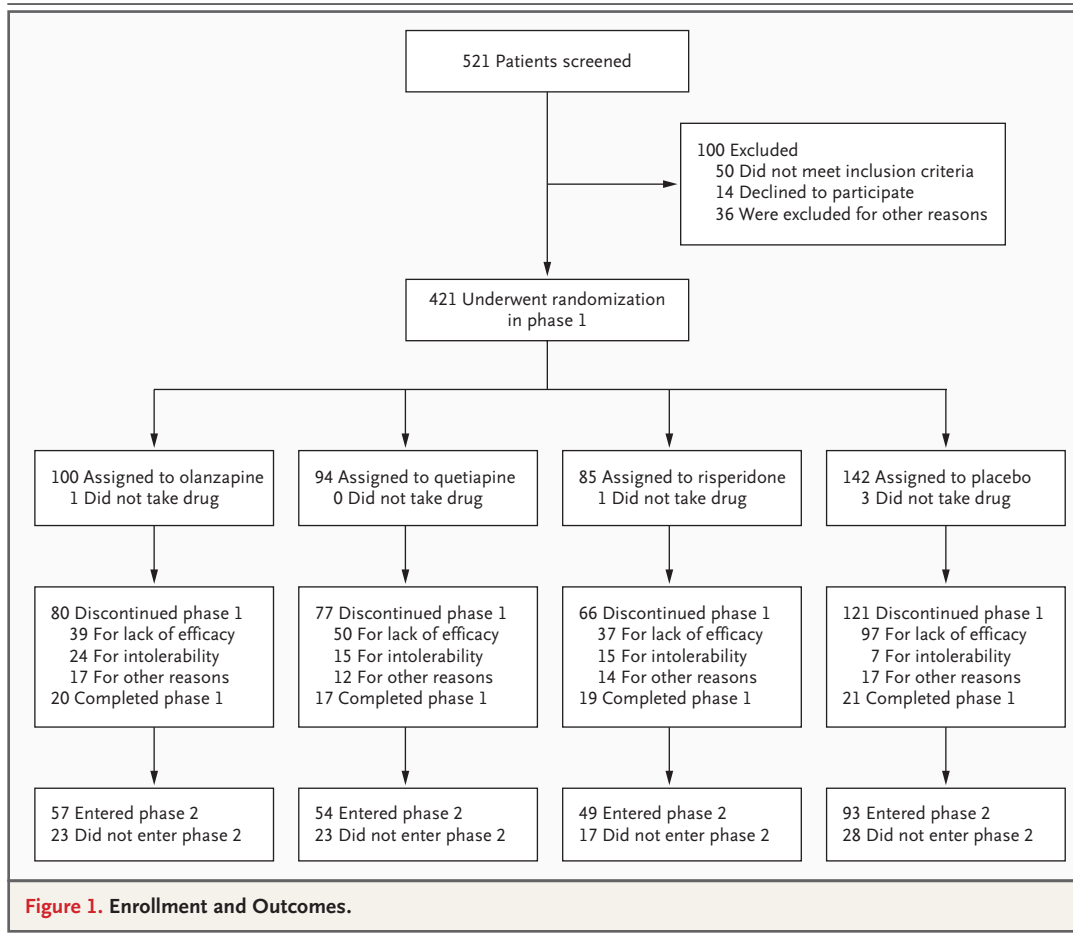 521 Patients screened
100 Excluded
50 Did not meet inclusion criteria
14 Declined to participate
36 Were excluded for other reasons
421 Underwent randomization
in phase 1
100 Assigned to olanzapine
1 Did not take drug
94 Assigned to quetiapine
0 Did not take drug
85 Assigned to risperidone
1 Did not take drug
142 Assigned to placebo
3 Did not take drug
80 Discontinued phase 1
39 For lack of efficacy
24 For intolerability
17 For other reasons
20 Completed phase 1
77 Discontinued phase 1
50 For lack of efficacy
15 For intolerability
12 For other reasons
17 Completed phase 1
66 Discontinued phase 1
37 For lack of efficacy
15 For intolerability
14 For other reasons
19 Completed phase 1
121 Discontinued phase 1
97 For lack of efficacy
7 For intolerability
17 For other reasons
21 Completed phase 1
57 Entered phase 2
23 Did not enter phase 2
54 Entered phase 2
23 Did not enter phase 2
49 Entered phase 2
17 Did not enter phase 2
93 Entered phase 2
28 Did not enter phase 2
Figure 1. Enrollment and Outcomes.